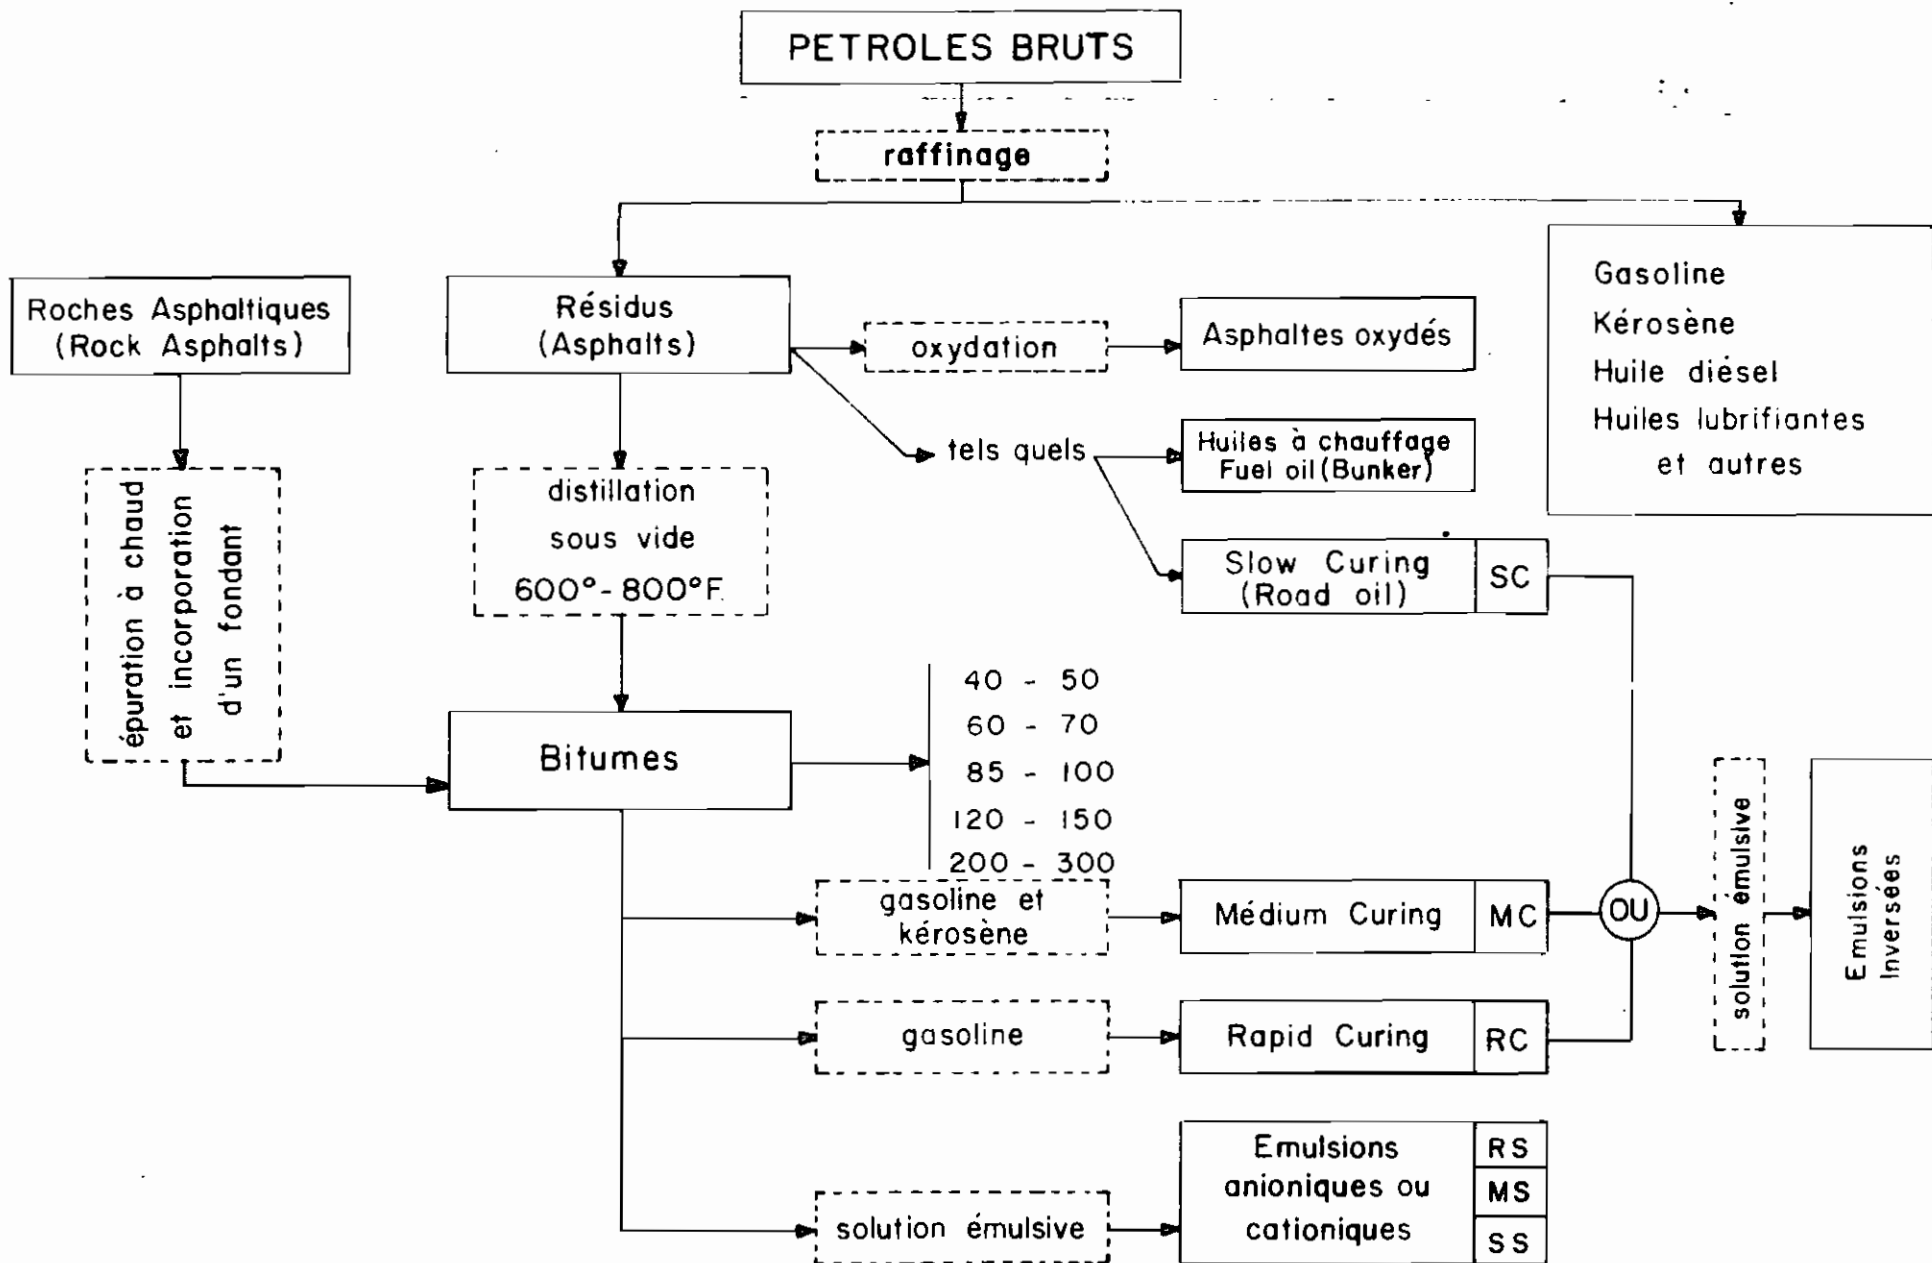 PETROLES BRUTS
raffinage
Gasoline
Kérosène
Huile diésel
Huiles lubrifiantes
et autres
Roches Asphaltiques
(Rock Asphalts)
Résidus
(Asphalts)
oxydation
Asphaltes oxydés
tels quels
Huiles à chauffage
Fuel oil (Bunker)
Slow Curing
(Road oil)
SC
épuration à chaud
et incorporation
d'un fondant
distillation
sous vide
600° - 800°F.
Bitumes
40 - 50
60 - 70
85 - 100
120 - 150
200 - 300
gasoline et
kérosène
Médium Curing
MC
OU
solution émulsive
Emulsions
Inversées
gasoline
Rapid Curing
RC
solution émulsive
Emulsions
anioniques ou
cationiques
RS
MS
SS